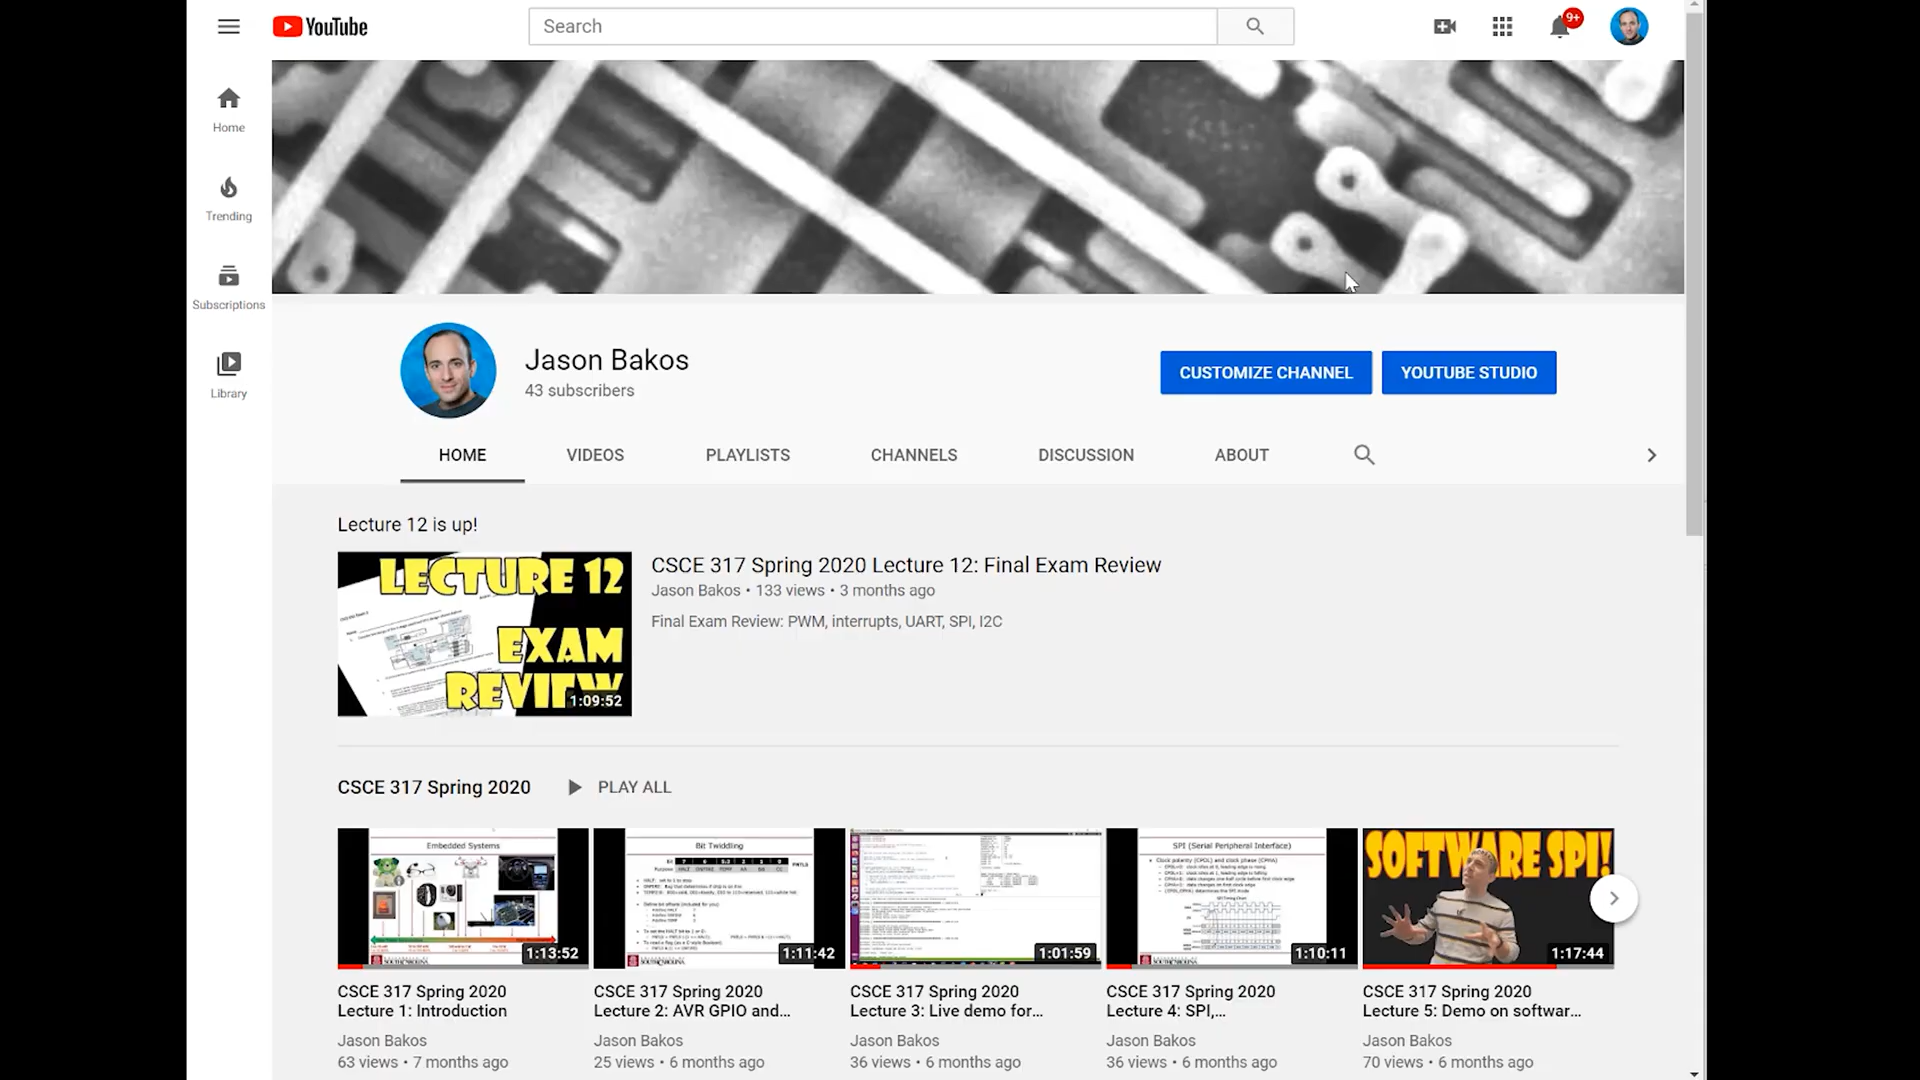 YouTube
Search
9+
Home
Trending
Subscriptions
Library
Jason Bakos
43 subscribers
CUSTOMIZE CHANNEL
YOUTUBE STUDIO
HOME
VIDEOS
PLAYLISTS
CHANNELS
DISCUSSION
ABOUT
Lecture 12 is up!
LECTURE 12
EXAM
REVIEW
1:09:52
CSCE 317 Spring 2020 Lecture 12: Final Exam Review
Jason Bakos • 133 views • 3 months ago
Final Exam Review: PWM, interrupts, UART, SPI, I2C
CSCE 317 Spring 2020
PLAY ALL
Embedded Systems
1:13:52
Bit Twiddling
1:11:42
1:01:59
SPI (Serial Peripheral Interface)
1:10:11
SOFTWARE SPI!
1:17:44
CSCE 317 Spring 2020
Lecture 1: Introduction
Jason Bakos
63 views • 7 months ago
CSCE 317 Spring 2020
Lecture 2: AVR GPIO and...
Jason Bakos
25 views • 6 months ago
CSCE 317 Spring 2020
Lecture 3: Live demo for...
Jason Bakos
36 views • 6 months ago
CSCE 317 Spring 2020
Lecture 4: SPI,...
Jason Bakos
36 views • 6 months ago
CSCE 317 Spring 2020
Lecture 5: Demo on softwar...
Jason Bakos
70 views • 6 months ago